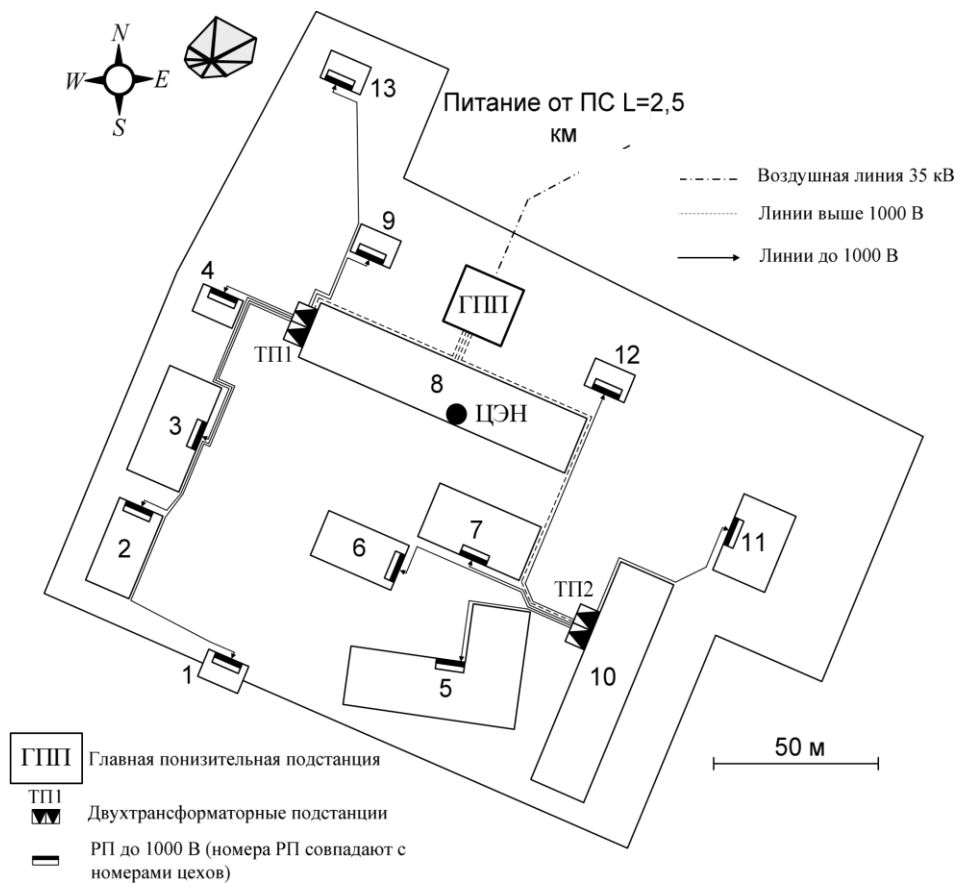 N
W
E
S
13
Питание от ПС L=2,5
км
Воздушная линия 35 кВ
Линии выше 1000 В
Линии до 1000 В
9
4
ГПП
ТП1
12
8
ЦЭН
3
7
6
11
2
ТП2
10
1
5
50 м
ГПП
Главная понизительная подстанция
ТП1
Двухтрансформаторные подстанции
РП до 1000 В (номера РП совпадают с
номерами цехов)